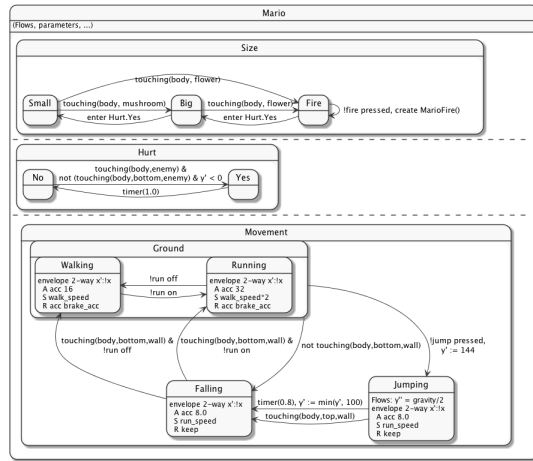 Mario
(Flows, parameters, ...)
Size
touching(body, flower)
Small
touching(body, mushroom)
Big
touching(body, flower)
Fire
enter Hurt.Yes
enter Hurt.Yes
!fire pressed, create MarioFire()
Hurt
touching(body,enemy) &
No
not (touching(body,bottom,enemy) & y' < 0
Yes
timer(1.0)
Movement
Ground
Walking
envelope 2-way x':!x
A acc 16
S walk_speed
R acc brake_acc
!run off
!run on
Running
envelope 2-way x':!x
A acc 32
S walk_speed*2
R acc brake_acc
touching(body,bottom,wall) &
!run off
touching(body,bottom,wall) &
!run on
not touching(body,bottom,wall)
!jump pressed,
y' := 144
Falling
envelope 2-way x':!x
A acc 8.0
S run_speed
R keep
timer(0.8), y' := min(y', 100)
touching(body,top,wall)
Jumping
Flows: y'' = gravity/2
envelope 2-way x':!x
A acc 8.0
S run_speed
R keep